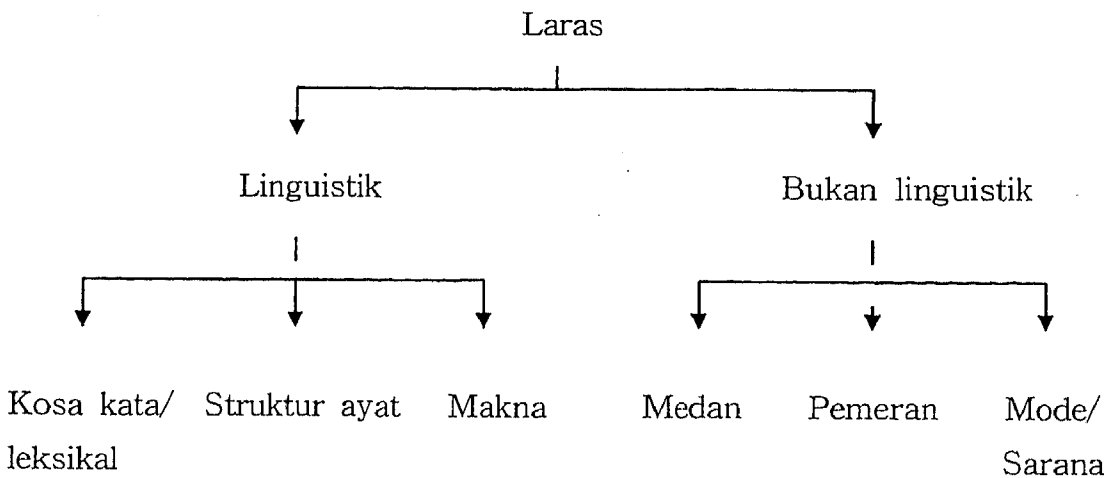 Laras
Linguistik
Bukan linguistik
Kosa kata/
leksikal
Struktur ayat
Makna
Medan
Pemeran
Mode/
Sarana